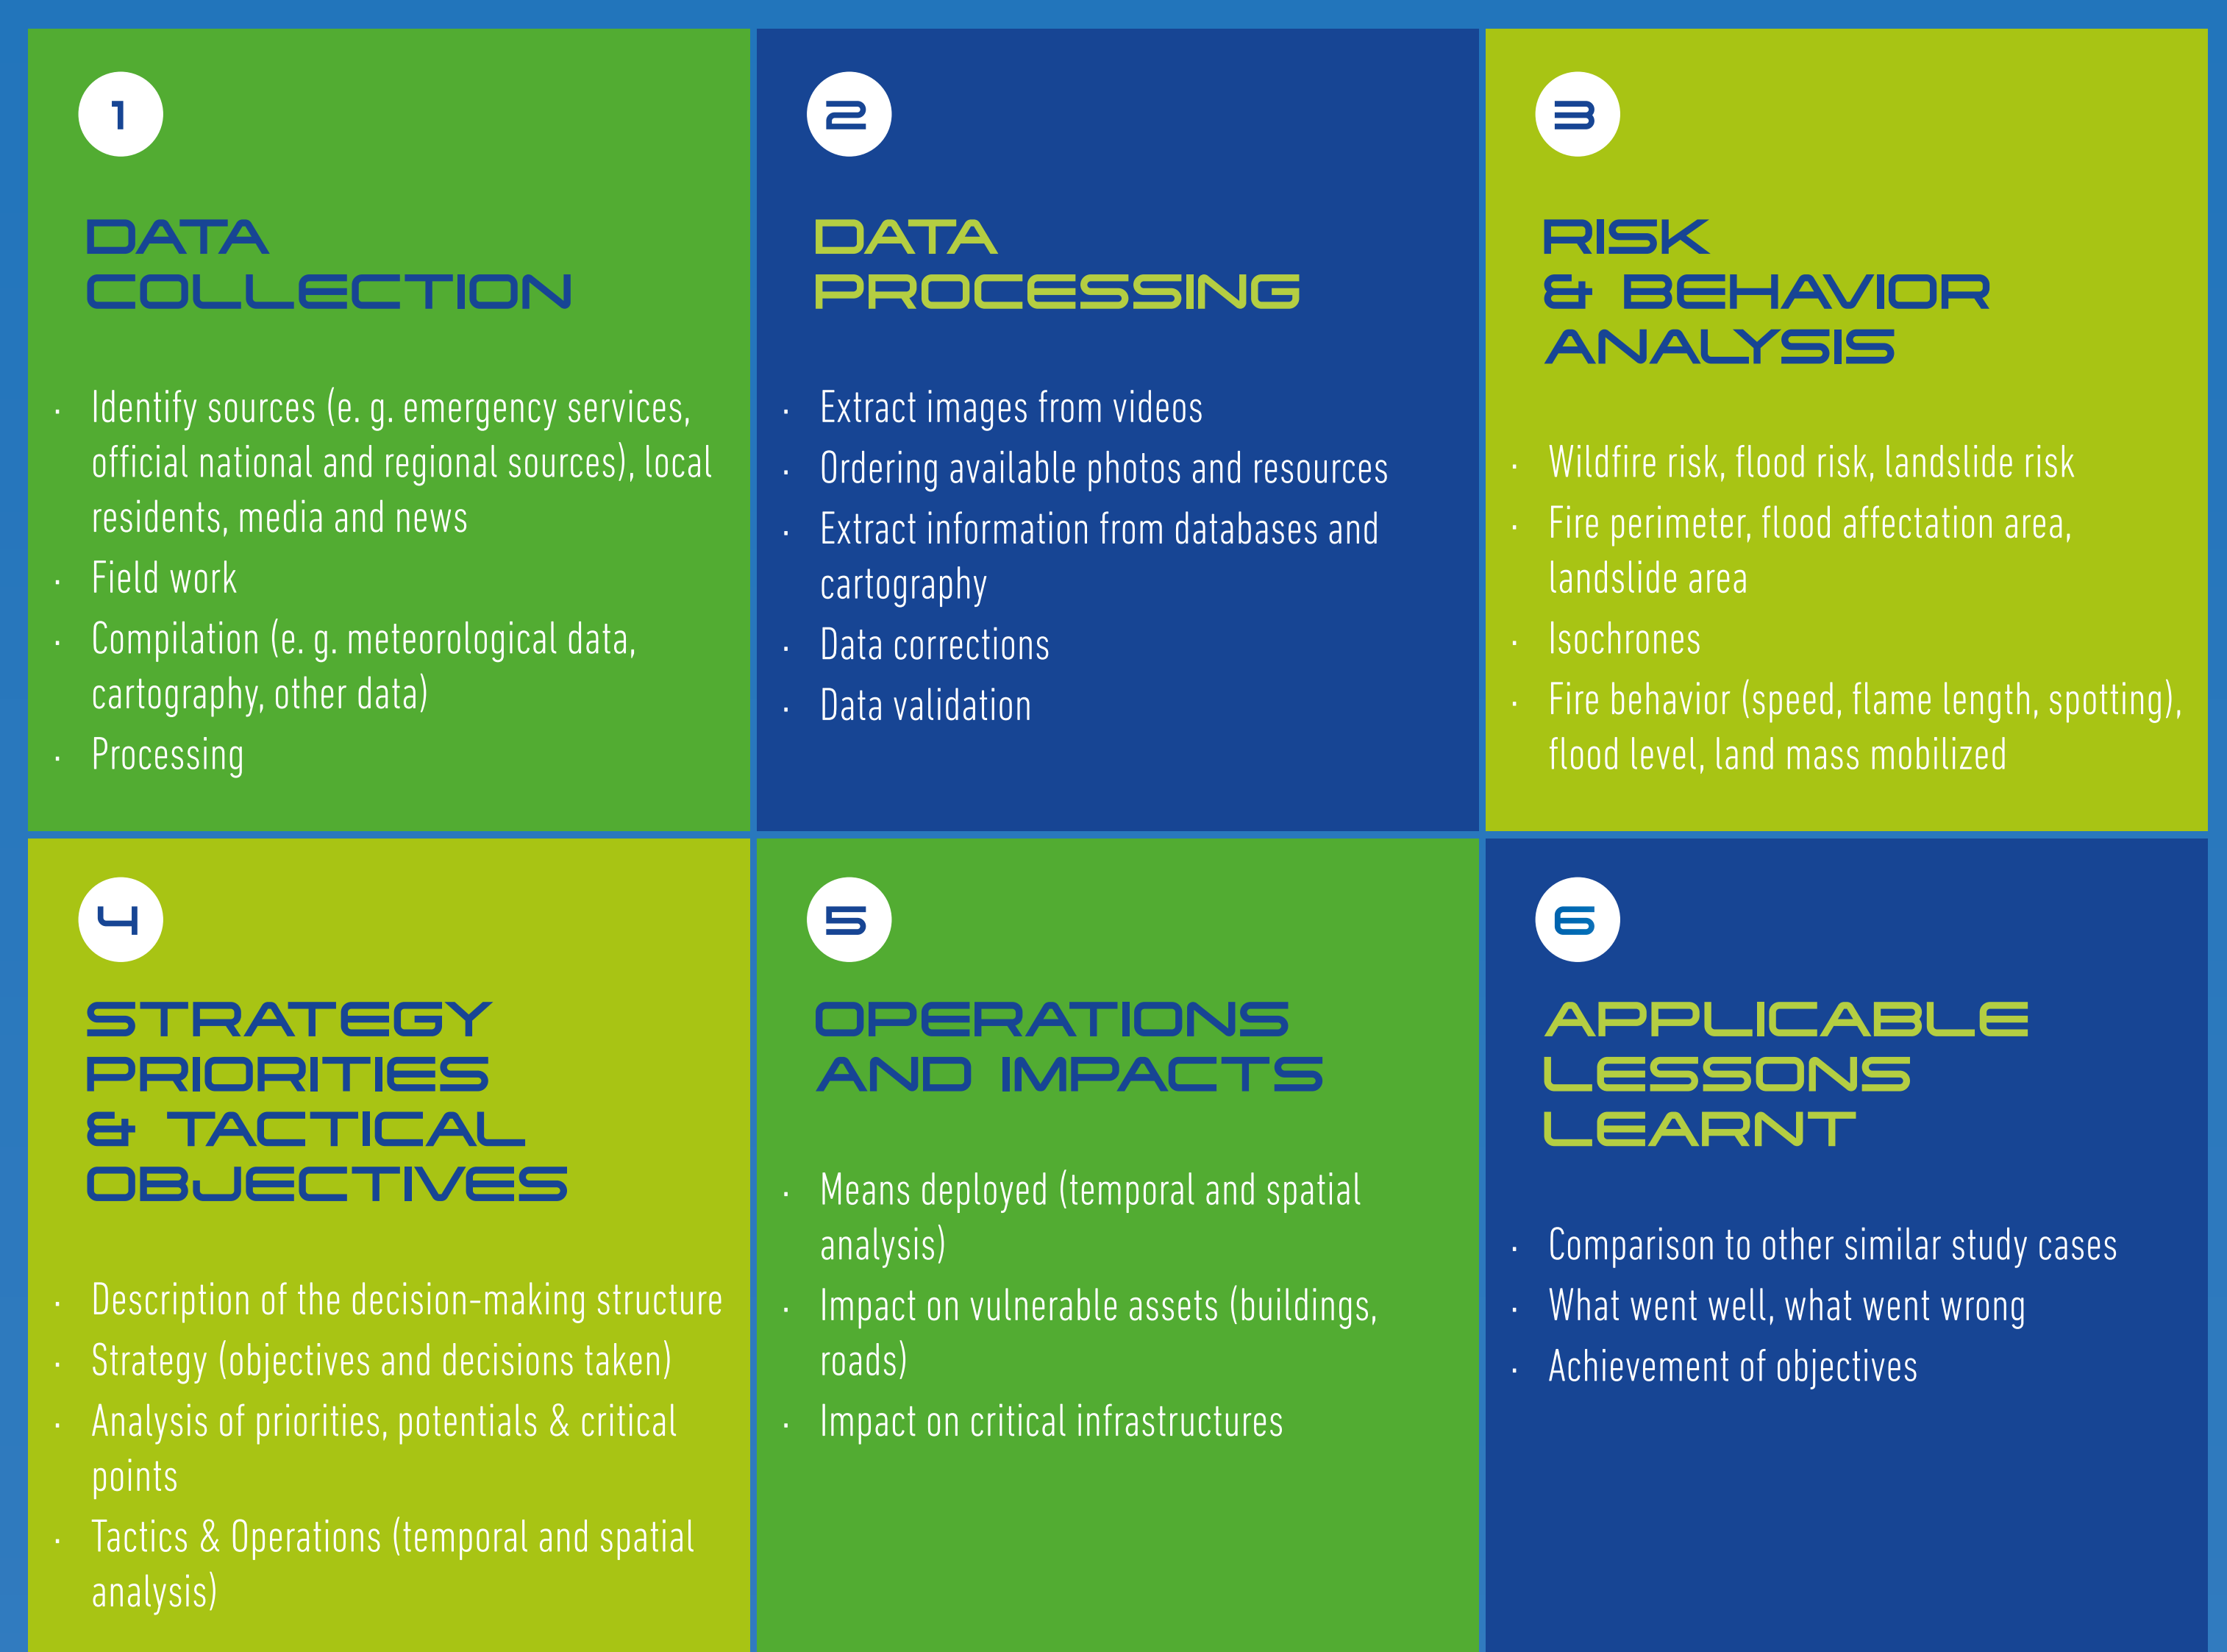 1
DATA
COLLECTION
· Identify sources (e. g. emergency services,
official national and regional sources), local
residents, media and news
· Field work
· Compilation (e. g. meteorological data,
cartography, other data)
· Processing
2
DATA
PROCESSING
· Extract images from videos
· Ordering available photos and resources
· Extract information from databases and
cartography
· Data corrections
· Data validation
3
RISK
& BEHAVIOR
ANALYSIS
· Wildfire risk, flood risk, landslide risk
· Fire perimeter, flood affectation area,
landslide area
· Isochrones
· Fire behavior (speed, flame length, spotting),
flood level, land mass mobilized
4
STRATEGY
PRIORITIES
& TACTICAL
OBJECTIVES
· Description of the decision-making structure
· Strategy (objectives and decisions taken)
· Analysis of priorities, potentials & critical
points
· Tactics & Operations (temporal and spatial
analysis)
5
OPERATIONS
AND IMPACTS
· Means deployed (temporal and spatial
analysis)
· Impact on vulnerable assets (buildings,
roads)
· Impact on critical infrastructures
6
APPLICABLE
LESSONS
LEARNT
· Comparison to other similar study cases
· What went well, what went wrong
· Achievement of objectives